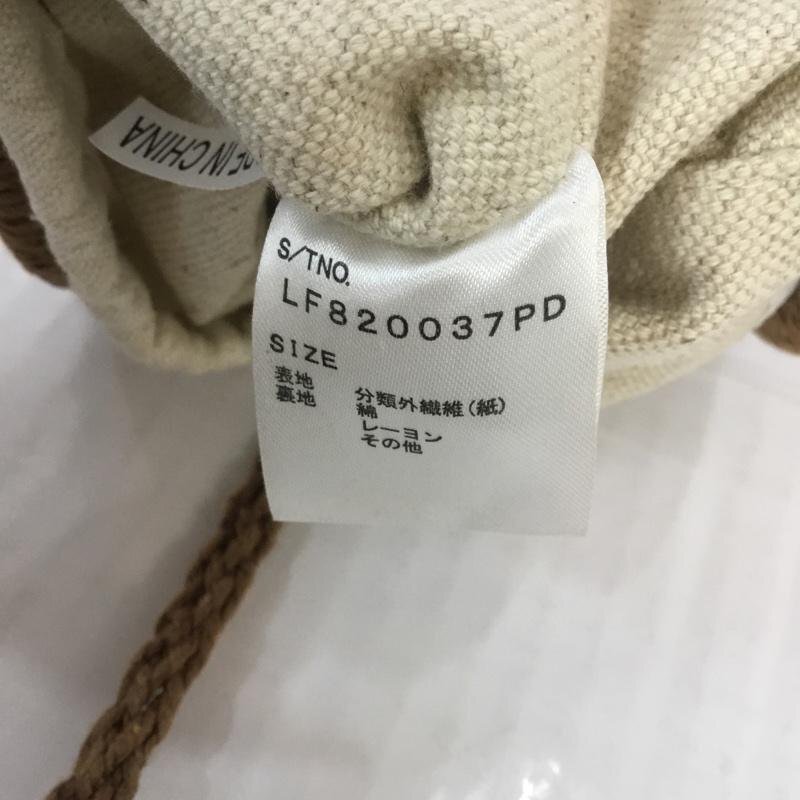 MADE IN CHINA
S/TNO.
LF820037PD
SIZE
表地 分類外繊維(紙)
裏地 綿
レーヨン
その他